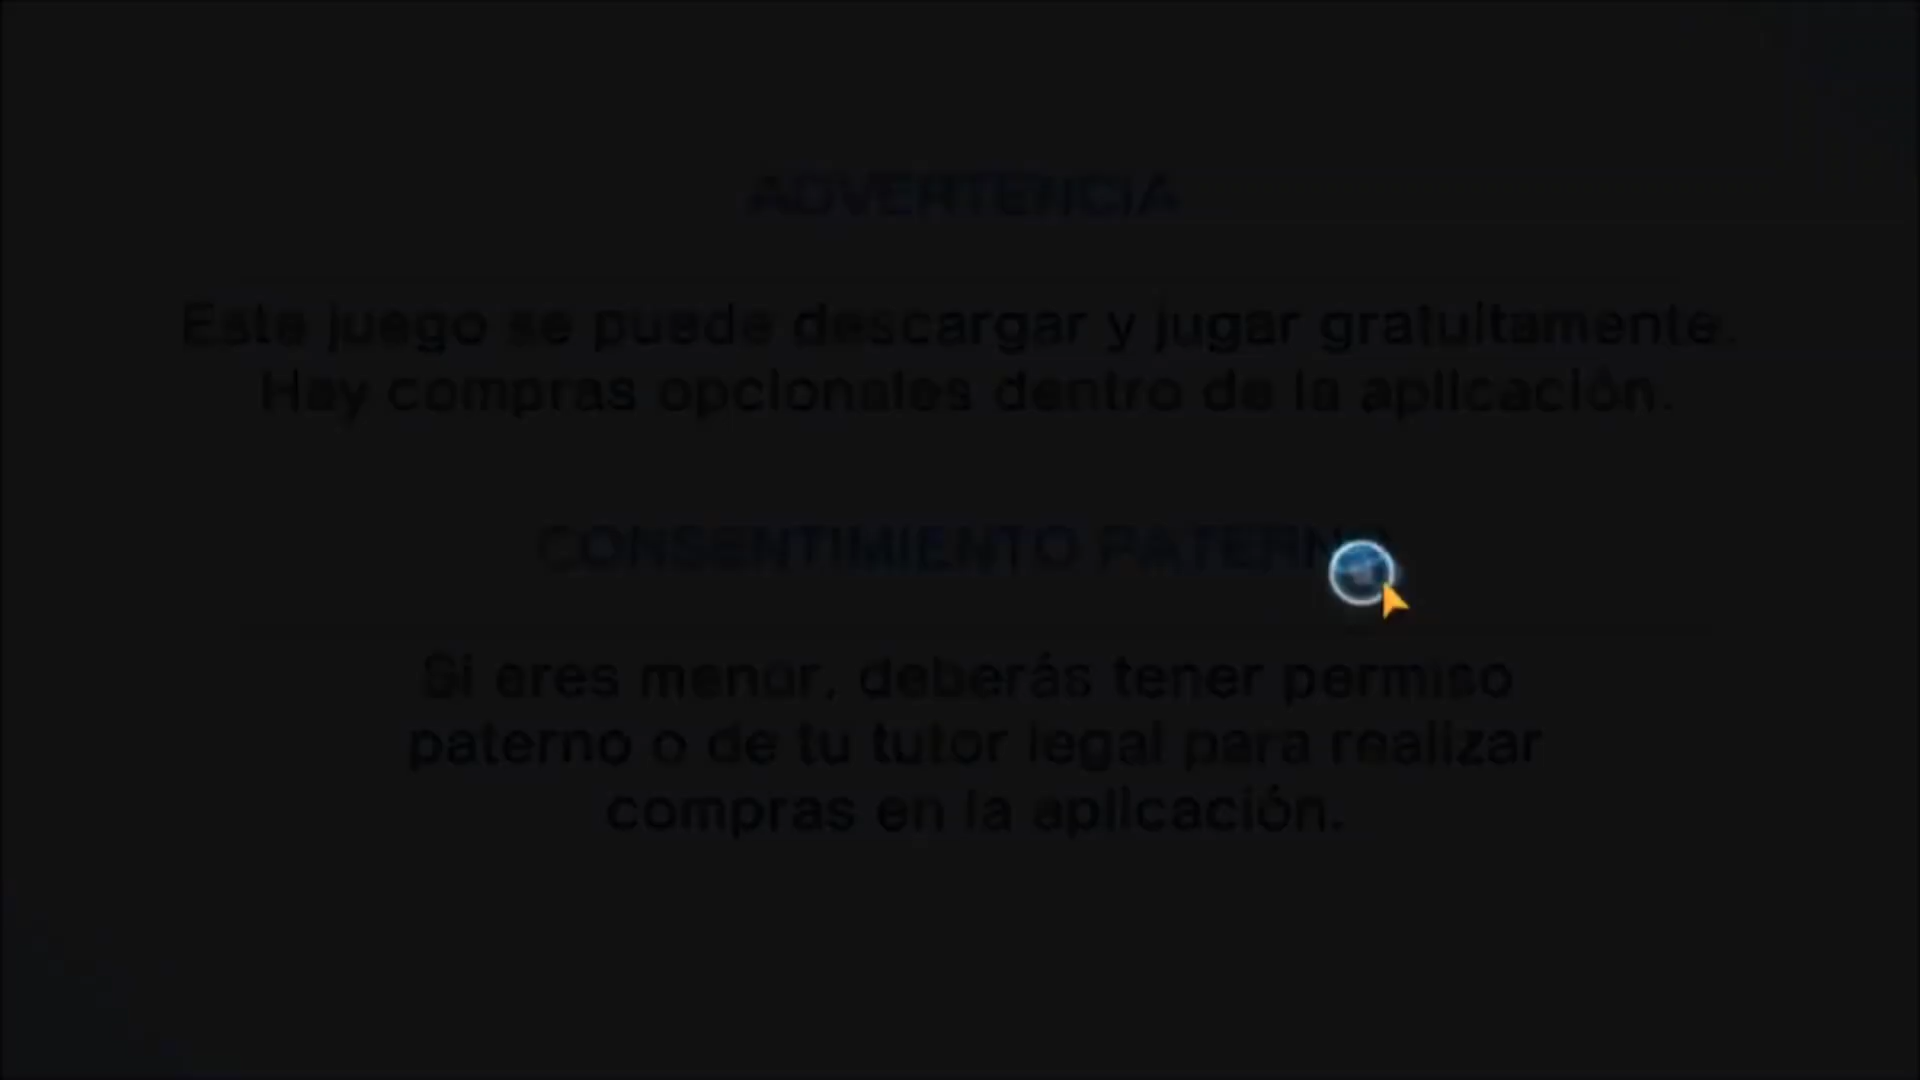 ADVERTENCIA
Este juego se puede descargar y jugar gratuitamente.
Hay compras opcionales dentro de la aplicación.
CONSENTIMIENTO PATERNO
Si eres menor, deberás tener permiso
paterno o de tu tutor legal para realizar
compras en la aplicación.